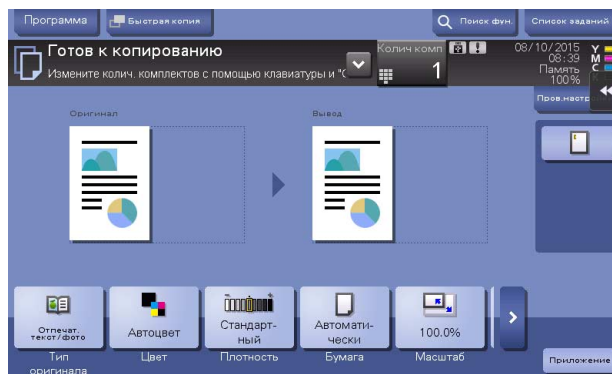 Программа
Быстрая копия
Поиск фун.
Список заданий
Готов к копированию
Измените колич. комплектов с помощью клавиатуры и "С
Колич комп
1
08/10/2015
08:39
Память
100%
Y
M
C
Оригинал
Вывод
Отпечат.
текст/фото
Автоцвет
Стандарт-
ный
Автомати-
чески
100.0%
Тип
оригинала
Цвет
Плотность
Бумага
Масштаб
Приложение